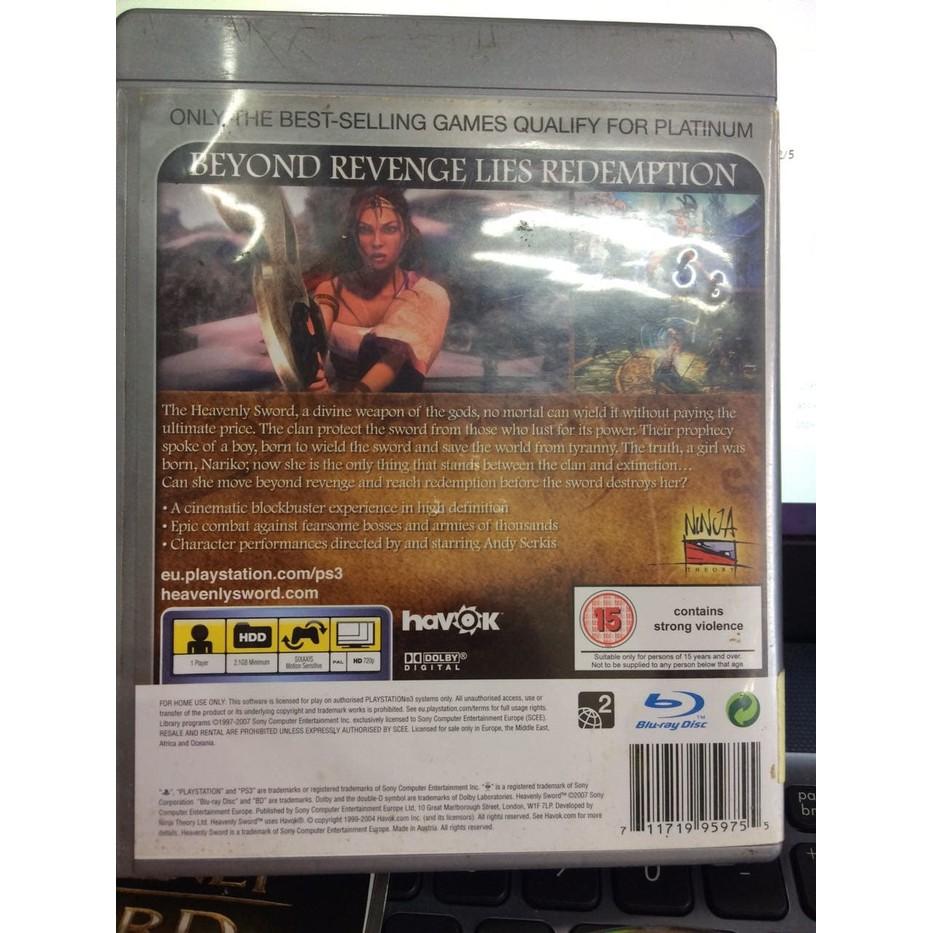 ONLY THE BEST-SELLING GAMES QUALIFY FOR PLATINUM
2/5
BEYOND REVENGE LIES REDEMPTION
The Heavenly Sword, a divine weapon of the gods, no mortal can wield it without paying the
ultimate price. The clan protect the sword from those who lust for its power. Their prophecy
spoke of a boy, born to wield the sword and save the world from tyranny. The truth, a girl was
born, Nariko; now she is the only thing that stands between the clan and extinction...
Can she move beyond revenge and reach redemption before the sword destroys her?
• A cinematic blockbuster experience in high definition
• Epic combat against fearsome bosses and armies of thousands
• Character performances directed by and starring Andy Serkis
NINJA
THEORY
eu.playstation.com/ps3
heavenlysword.com
HDD
1 Player
2.1GB Minimum
SIXAXIS
Motion Sensitive
PAL HD 720p
havok
DOLBY®
DIGITAL
15
contains
strong violence
Suitable only for persons of 15 years and over.
Not to be supplied to any person below that age
FOR HOME USE ONLY: This software is licensed for play on authorised PLAYSTATION®3 systems only. All unauthorised access, use or
transfer of the product or its underlying copyright and trademark works is prohibited. See eu.playstation.com/terms for full usage rights.
Library programs ©1997-2007 Sony Computer Entertainment Inc. exclusively licensed to Sony Computer Entertainment Europe (SCEE).
RESALE AND RENTAL ARE PROHIBITED UNLESS EXPRESSLY AUTHORISED BY SCEE. Licensed for sale only in Europe, the Middle East,
Africa and Oceania.
2
Blu-ray Disc™
"PLAYSTATION" and "PS3" are trademarks or registered trademarks of Sony Computer Entertainment Inc. " " is a registered trademark of Sony
Corporation. "Blu-ray Disc" and "BD" are trademarks. Dolby and the double-D symbol are trademarks of Dolby Laboratories. Heavenly Sword™ ©2007 Sony
Computer Entertainment Europe. Published by Sony Computer Entertainment Europe Ltd, 10 Great Marlborough Street, London, W1F 7LP. Developed by
Ninja Theory Ltd. Heavenly Sword™ uses Havok®. © copyright 1999-2004 Havok.com Inc. (and its licensors). All rights reserved. See Havok.com for more
details. Heavenly Sword is a trademark of Sony Computer Entertainment Europe. Made in Austria. All rights reserved.
7 11719 95975 5